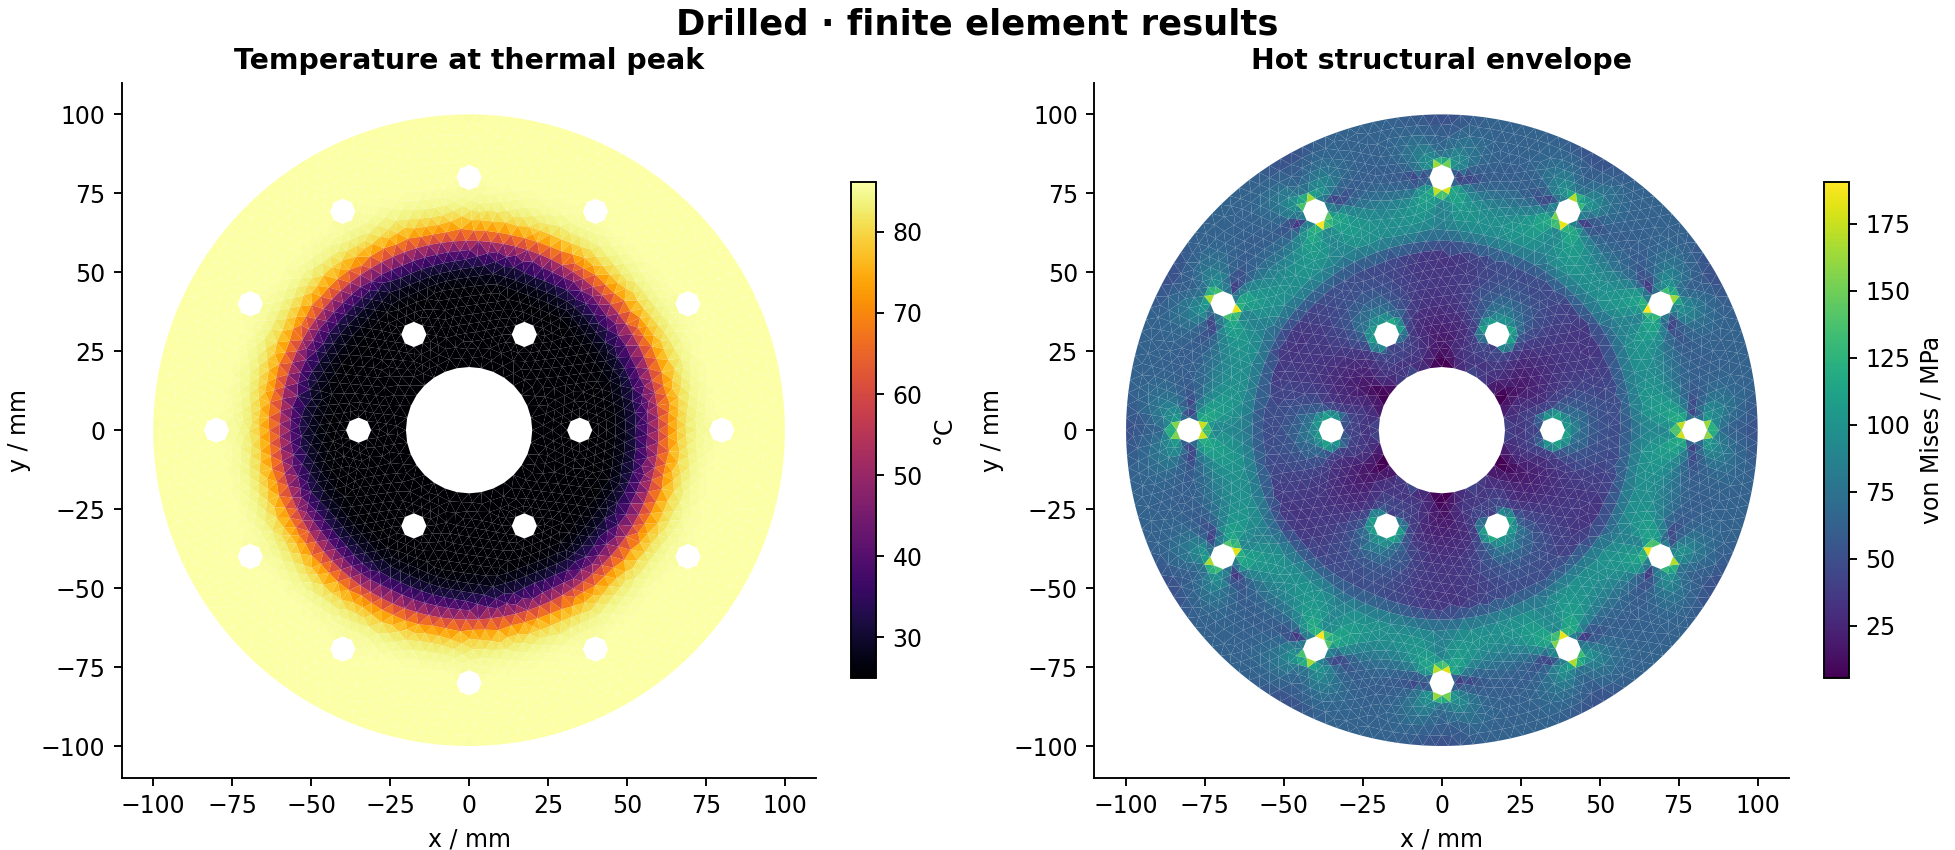 Drilled · finite element results
Temperature at thermal peak
Hot structural envelope
100
75
50
25
0
−25
−50
−75
−100
y / mm
−100 −75 −50 −25 0 25 50 75 100
x / mm
80
70
60
50
40
30
°C
100
75
50
25
0
−25
−50
−75
−100
y / mm
−100 −75 −50 −25 0 25 50 75 100
x / mm
175
150
125
100
75
50
25
von Mises / MPa